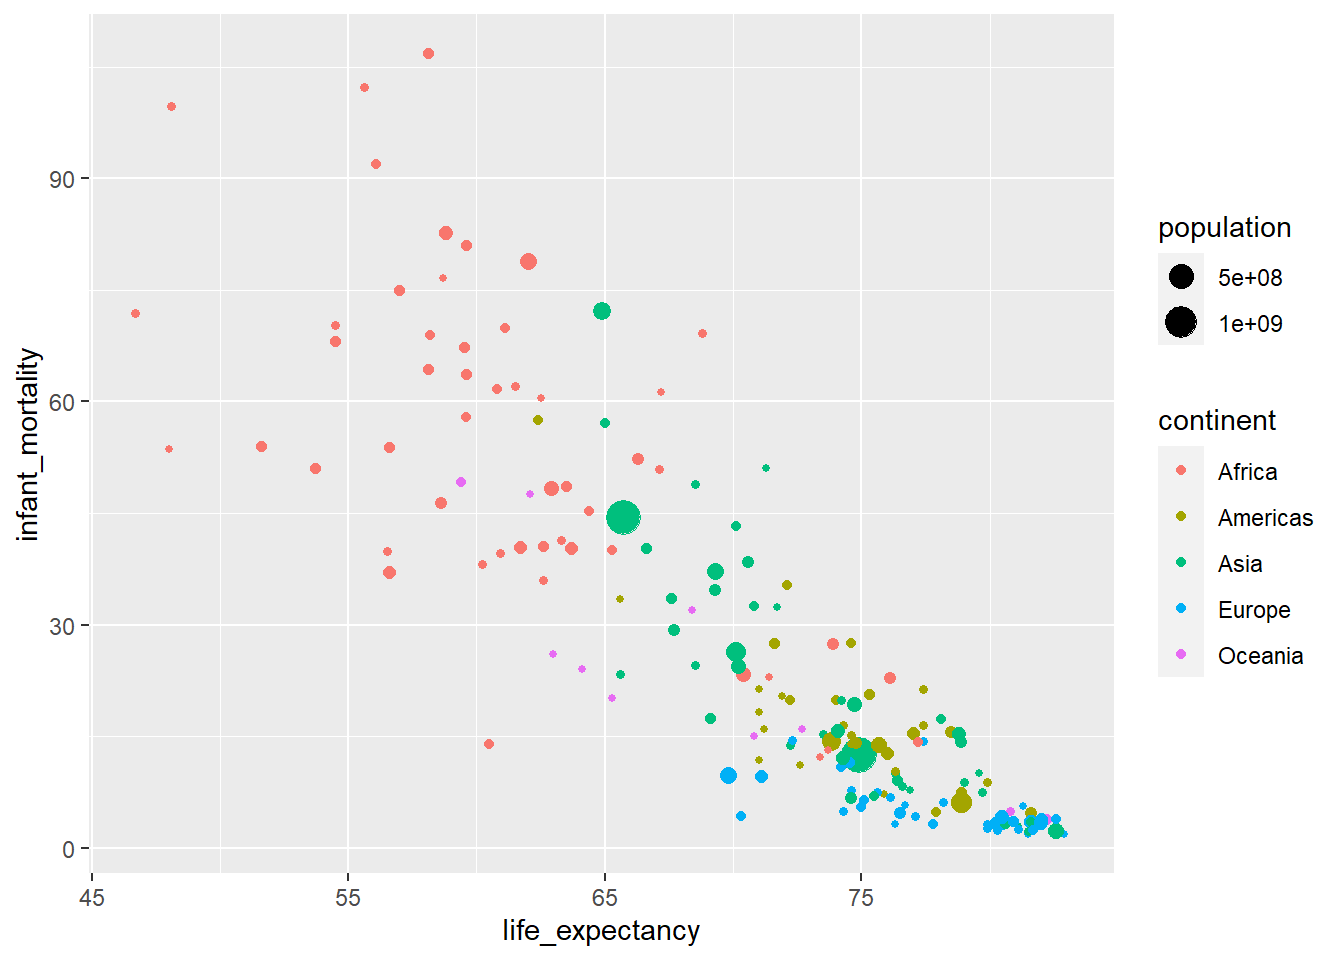 90
60
30
0
infant_mortality
45
55
65
75
life_expectancy
population
5e+08
1e+09
continent
Africa
Americas
Asia
Europe
Oceania